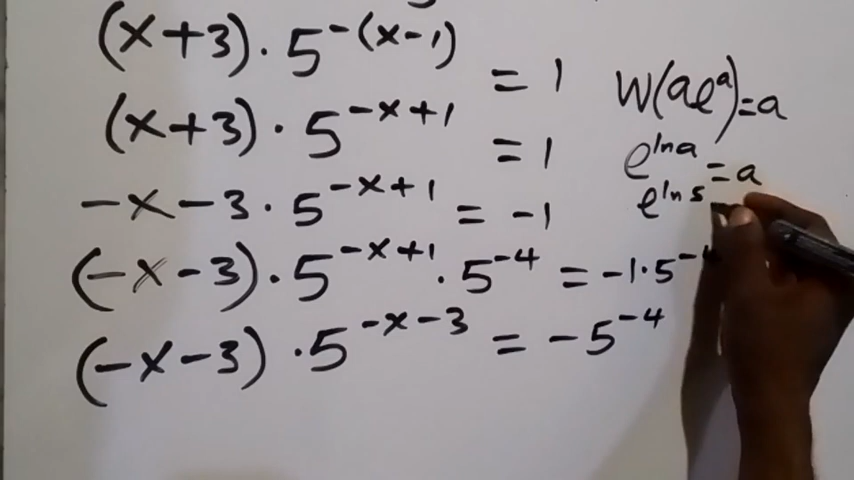 (x+3)·5^{-(x-1)} = 1
(x+3)·5^{-x+1} = 1
-x-3·5^{-x+1} = -1
(-x-3)·5^{-x+1}·5^{-4} = -1·5^{-4}
(-x-3)·5^{-x-3} = -5^{-4}
W(ae^a)=a
e^{ln a} = a
e^{ln 5} =